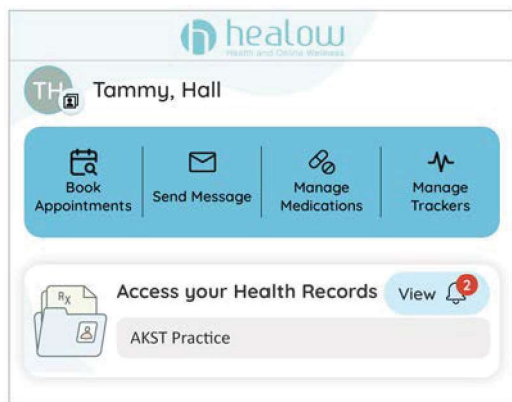 healow
Health and Online Wellness
TH
Tammy, Hall
Book
Appointments
Send Message
Manage
Medications
Manage
Trackers
Rx
Access your Health Records
View
2
AKST Practice